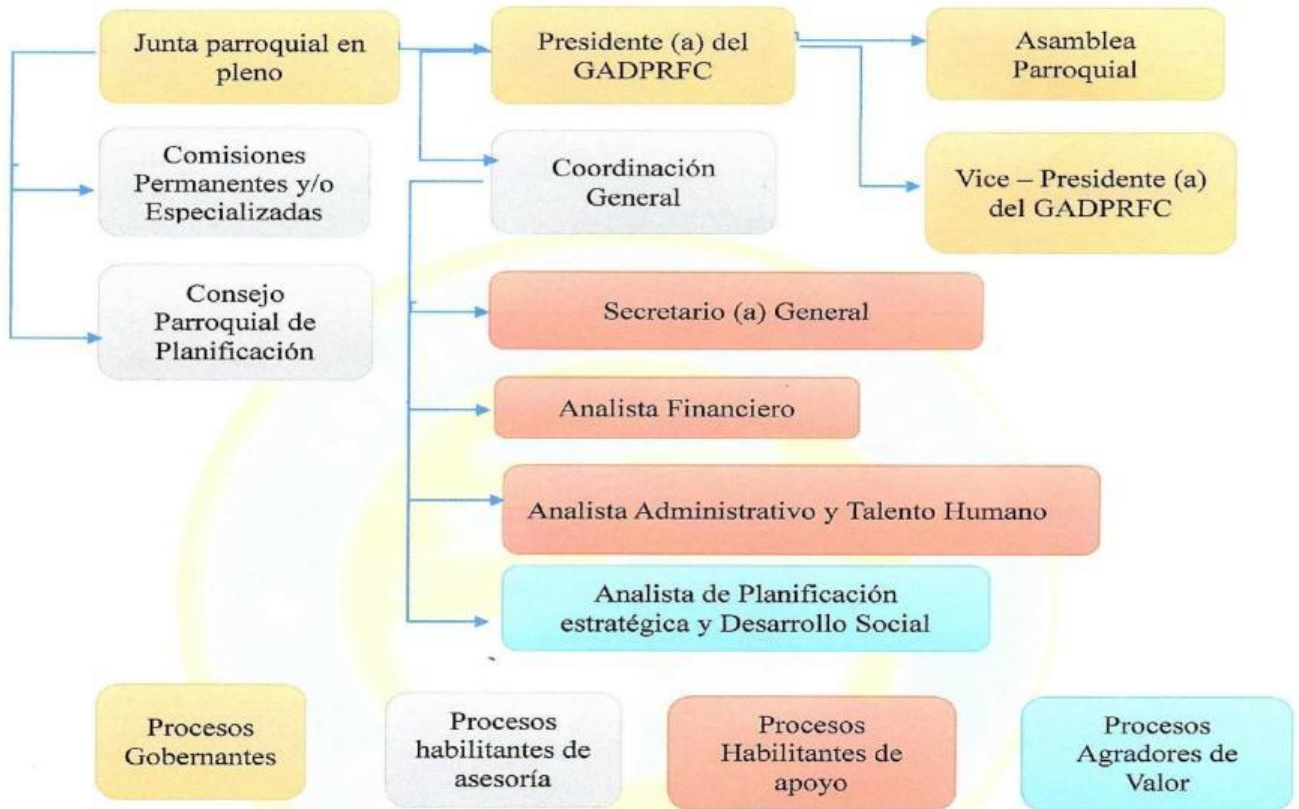 Junta parroquial en
pleno
Presidente (a) del
GADPRFC
Asamblea
Parroquial
Comisiones
Permanentes y/o
Especializadas
Coordinación
General
Vice – Presidente (a)
del GADPRFC
Consejo
Parroquial de
Planificación
Secretario (a) General
Analista Financiero
Analista Administrativo y Talento Humano
Analista de Planificación
estratégica y Desarrollo Social
Procesos
Gobernantes
Procesos
habilitantes de
asesoría
Procesos
Habilitantes de
apoyo
Procesos
Agradores de
Valor